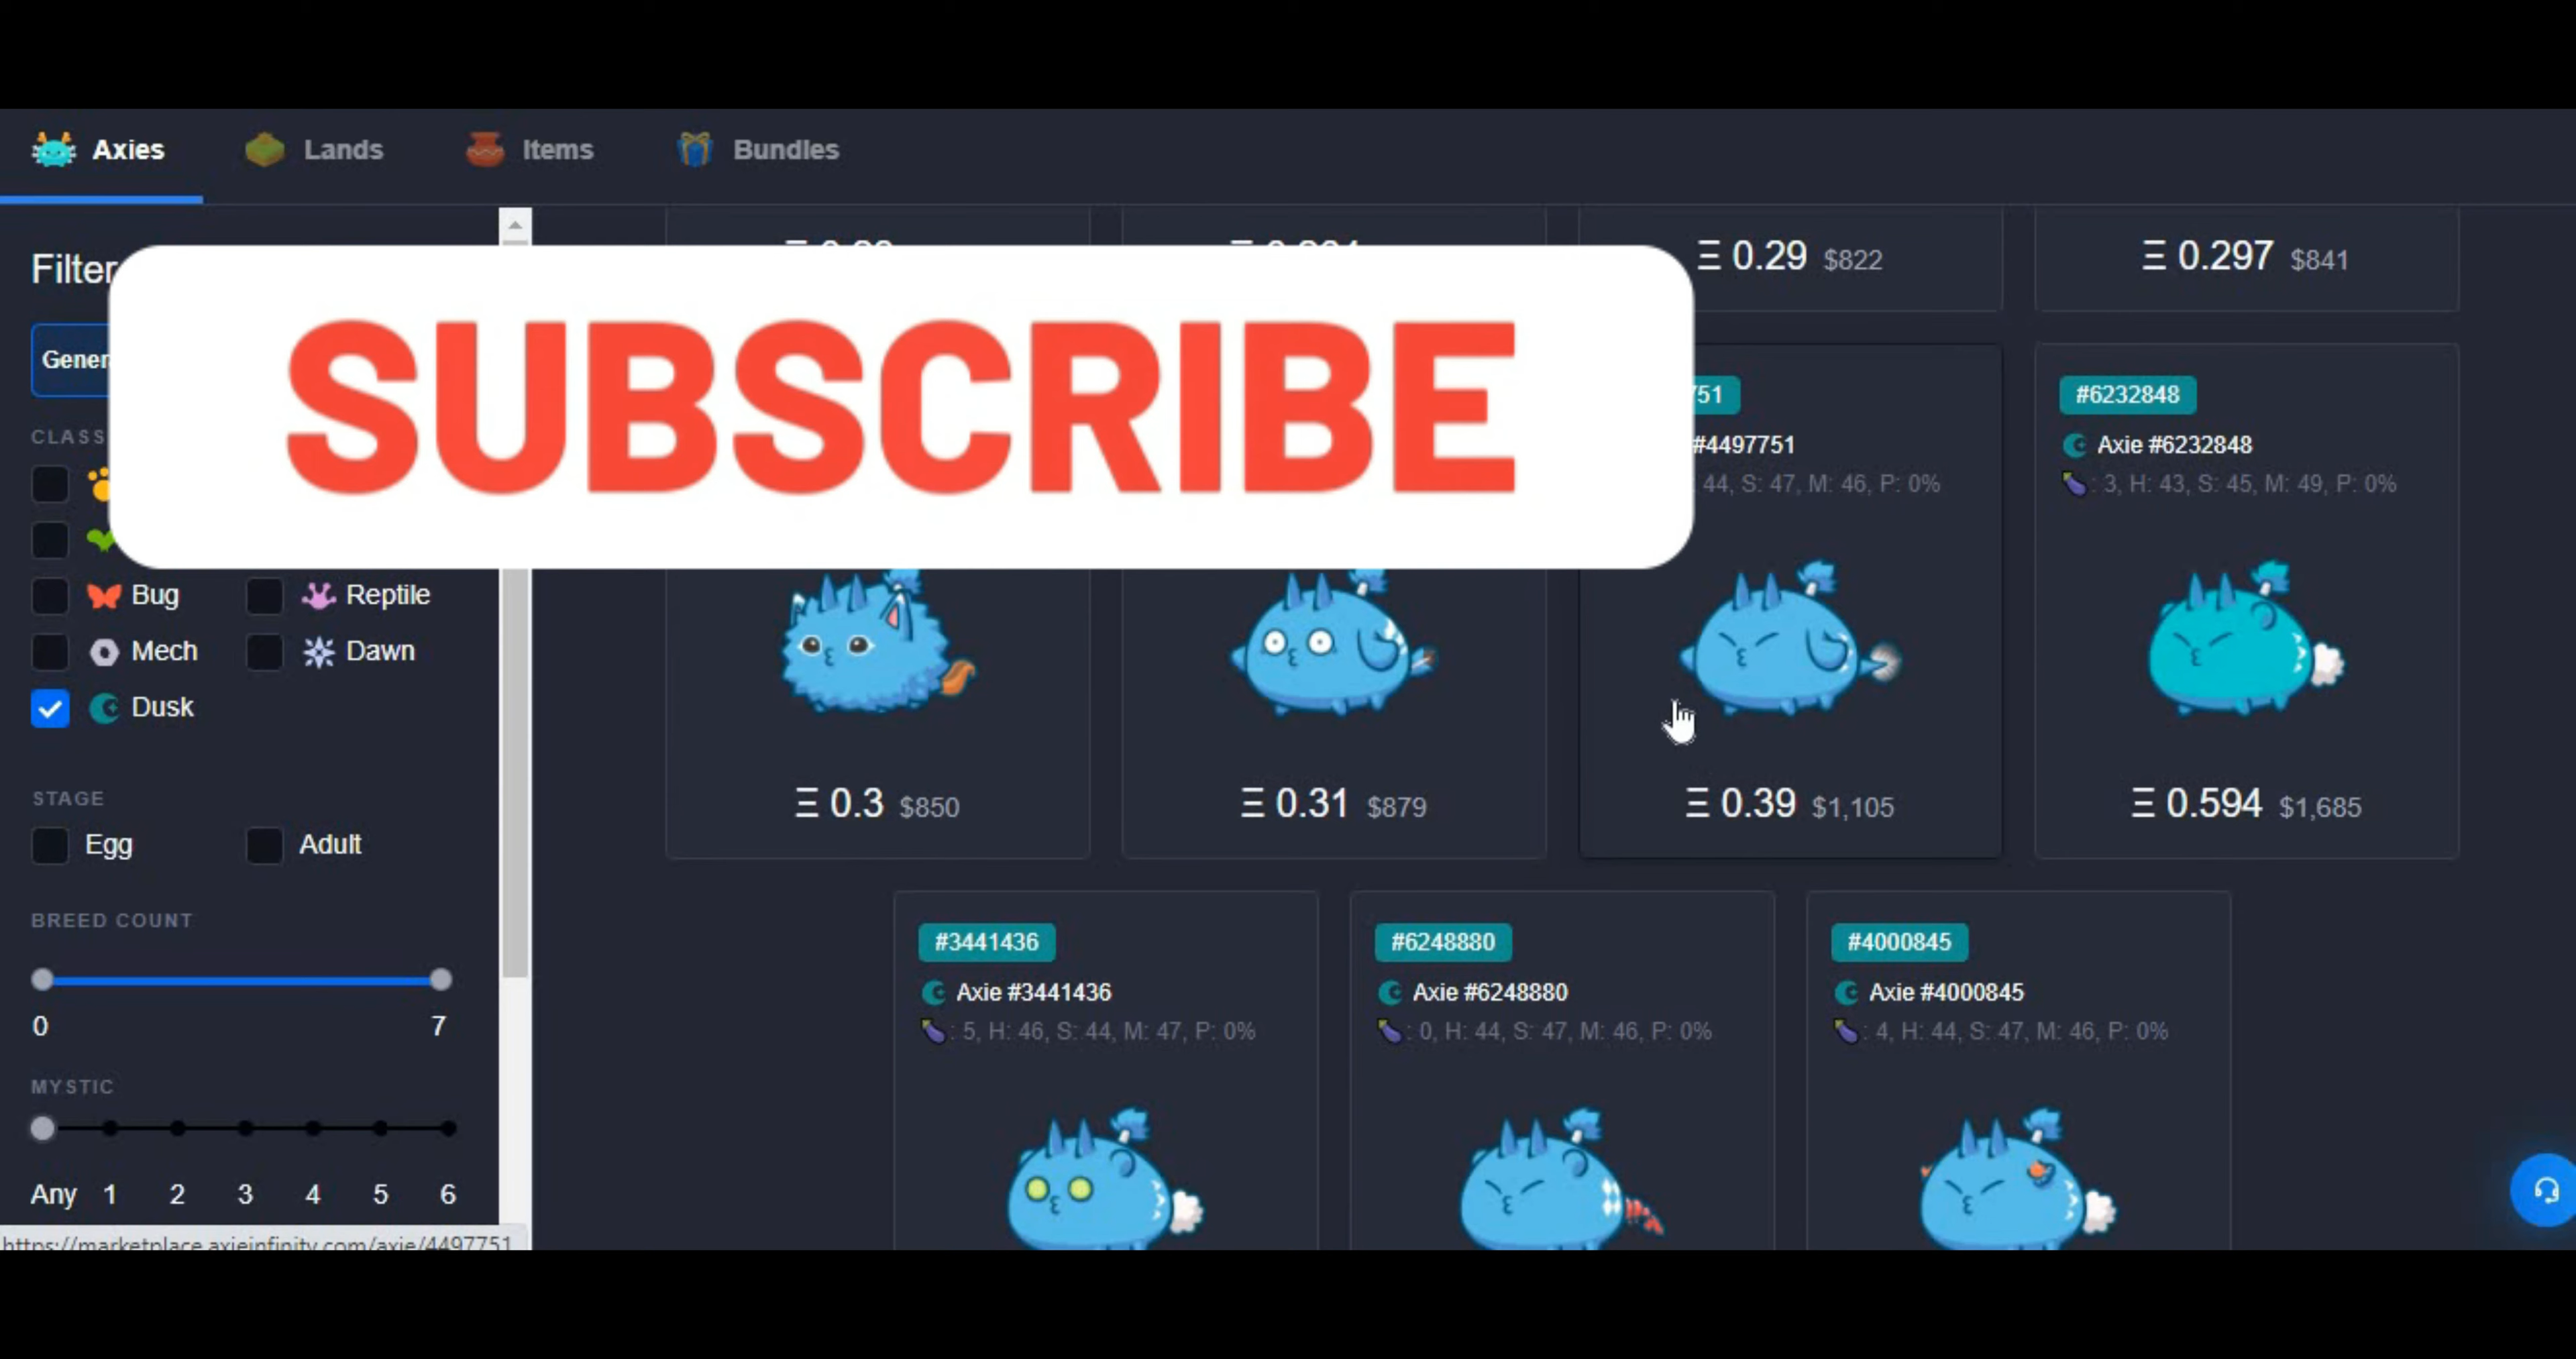 Axies Lands Items Bundles
Ξ 0.29 $822
Ξ 0.297 $841
Filter
SUBSCRIBE
#6232848
#4497751
Axie #6232848
44, S: 47, M: 46, P: 0%
: 3, H: 43, S: 45, M: 49, P: 0%
CLASS
Bug Reptile
Mech Dawn
Dusk
STAGE
Egg Adult
Ξ 0.3 $850
Ξ 0.31 $879
Ξ 0.39 $1,105
Ξ 0.594 $1,685
BREED COUNT
0 7
MYSTIC
Any 1 2 3 4 5 6
#3441436
Axie #3441436
: 5, H: 46, S: 44, M: 47, P: 0%
#6248880
Axie #6248880
: 0, H: 44, S: 47, M: 46, P: 0%
#4000845
Axie #4000845
: 4, H: 44, S: 47, M: 46, P: 0%
https://marketplace.axieinfinity.com/axie/4497751